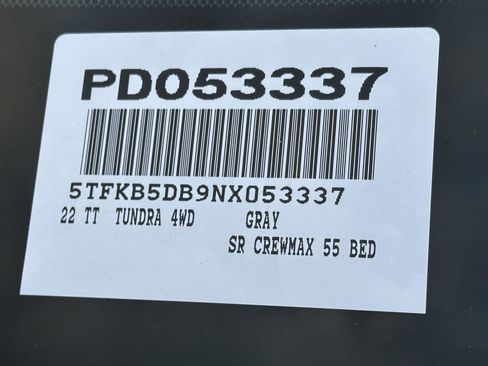 PD053337
5TFKB5DB9NX053337
22 TT TUNDRA 4WD GRAY
SR CREWMAX 55 BED